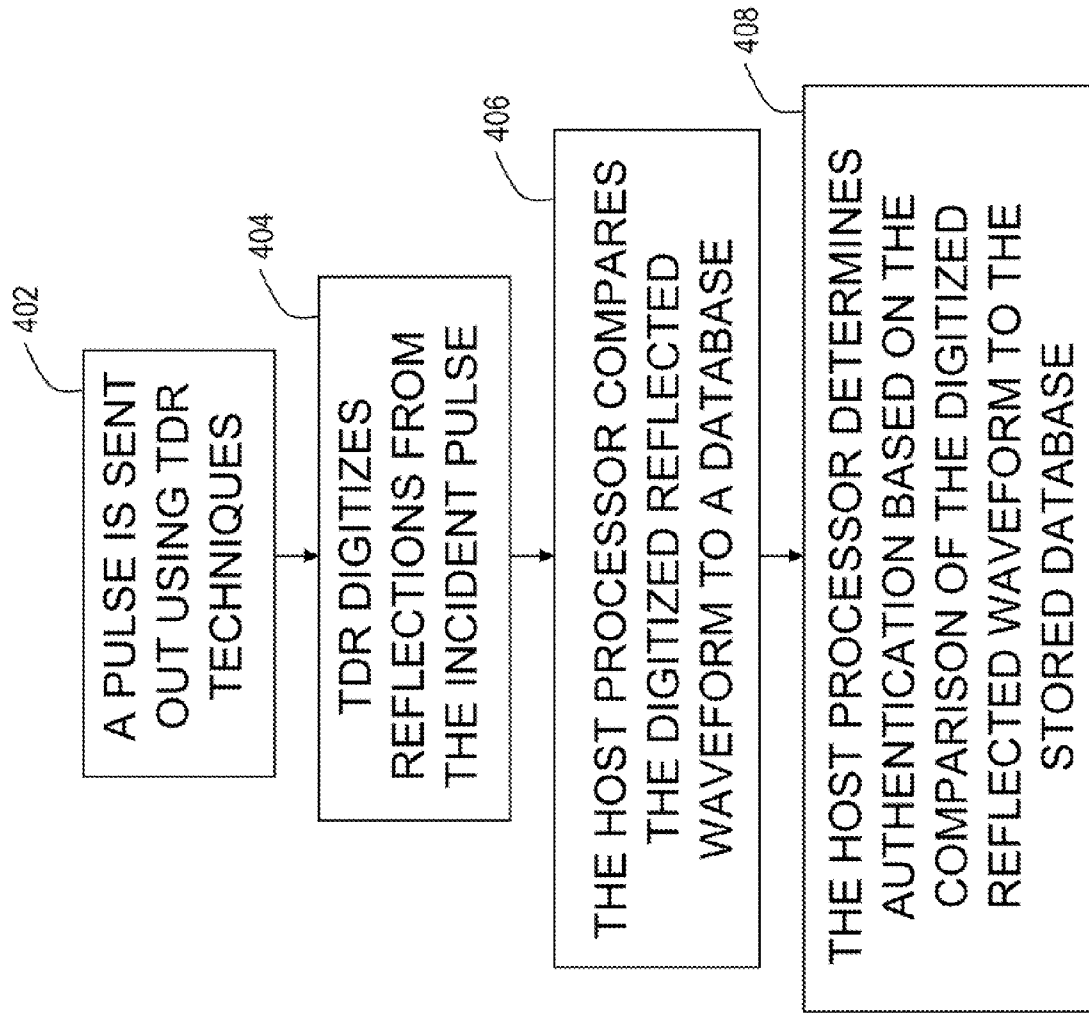 402
A PULSE IS SENT
OUT USING TDR
TECHNIQUES
404
TDR DIGITIZES
REFLECTIONS FROM
THE INCIDENT PULSE
406
THE HOST PROCESSOR COMPARES
THE DIGITIZED REFLECTED
WAVEFORM TO A DATABASE
408
THE HOST PROCESSOR DETERMINES
AUTHENTICATION BASED ON THE
COMPARISON OF THE DIGITIZED
REFLECTED WAVEFORM TO THE
STORED DATABASE